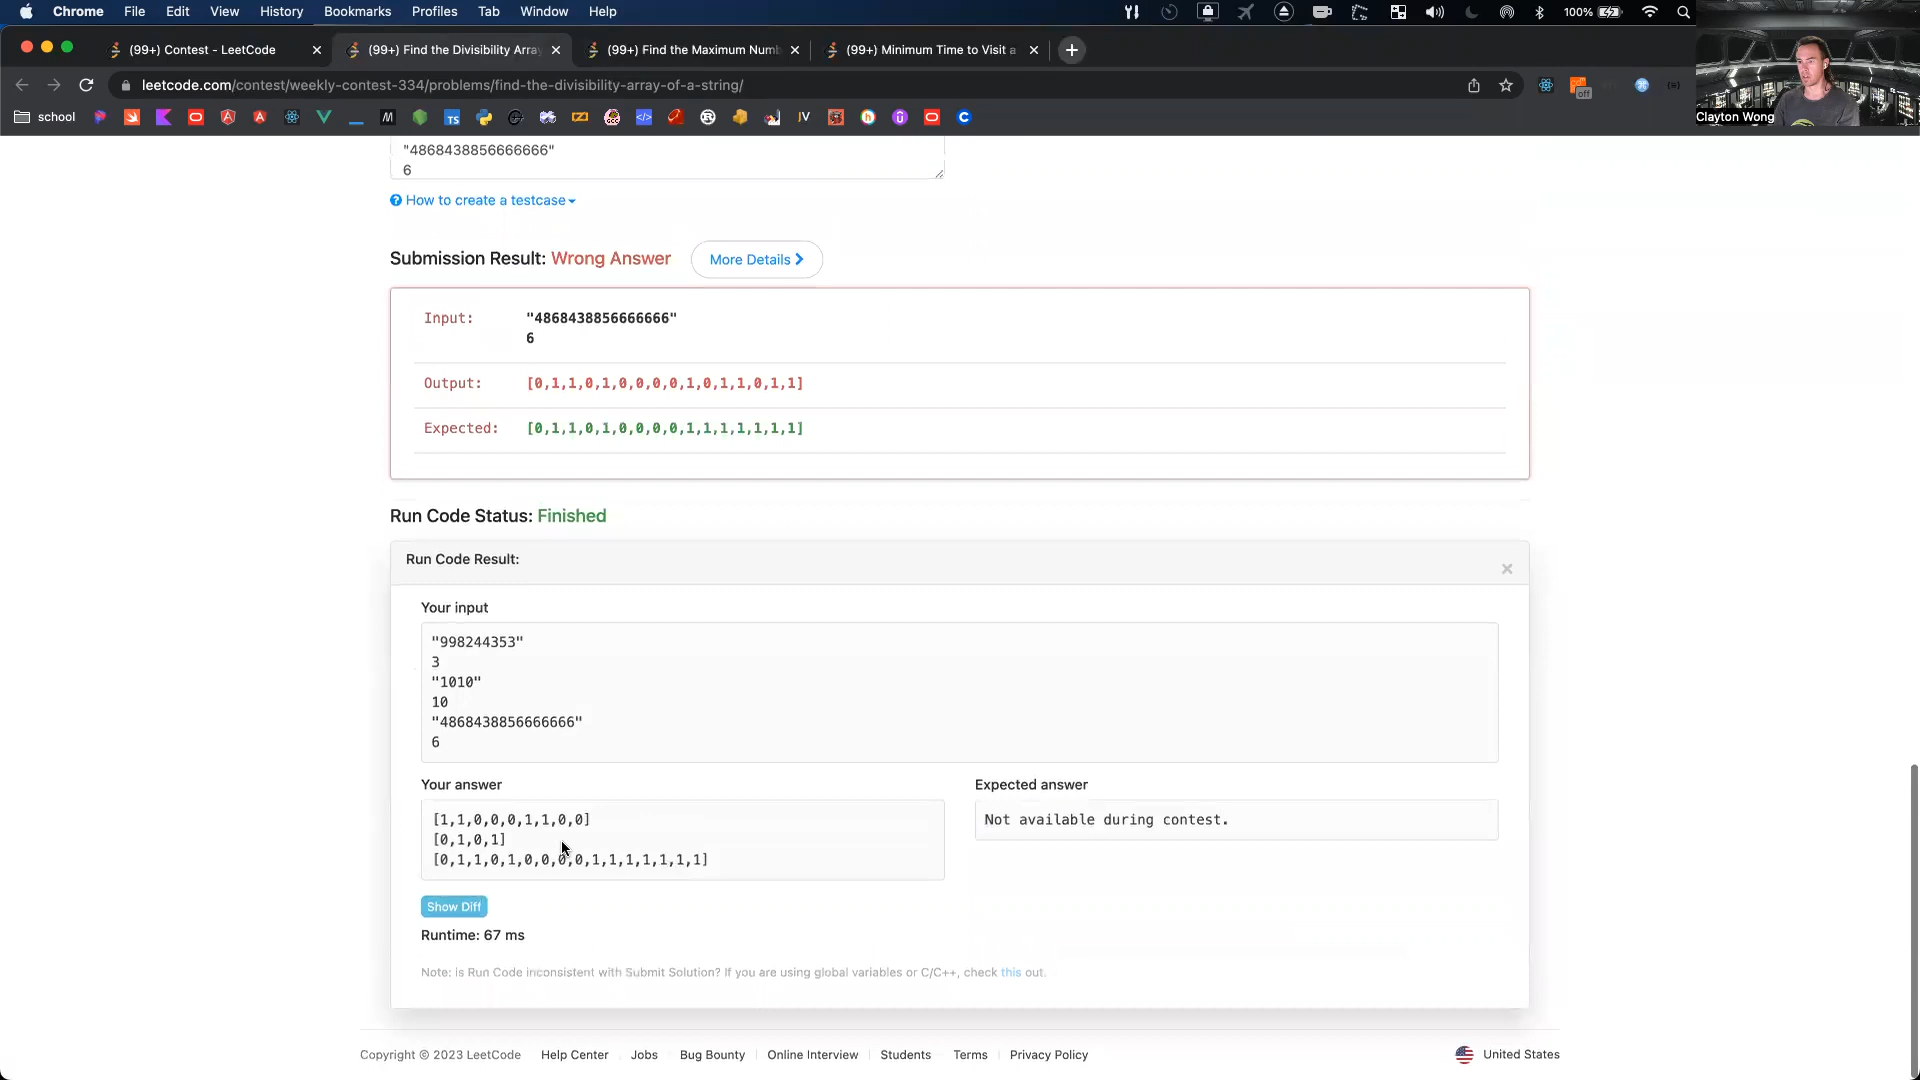 Chrome File Edit View History Bookmarks Profiles Tab Window Help 100%
(99+) Contest - LeetCode (99+) Find the Divisibility Arra (99+) Find the Maximum Num (99+) Minimum Time to Visit a
leetcode.com/contest/weekly-contest-334/problems/find-the-divisibility-array-of-a-string/
off
school TS JV C
Clayton Wong
"4868438856666666"
6
How to create a testcase
Submission Result: Wrong Answer More Details
Input: "4868438856666666"
6
Output: [0,1,1,0,1,0,0,0,0,1,0,1,1,0,1,1]
Expected: [0,1,1,0,1,0,0,0,0,1,1,1,1,1,1,1]
Run Code Status: Finished
Run Code Result:
Your input
"998244353"
3
"1010"
10
"4868438856666666"
6
Your answer Expected answer
[1,1,0,0,0,1,1,0,0] Not available during contest.
[0,1,0,1]
[0,1,1,0,1,0,0,0,0,1,1,1,1,1,1,1]
Show Diff
Runtime: 67 ms
Note: is Run Code inconsistent with Submit Solution? If you are using global variables or C/C++, check this out.
Copyright © 2023 LeetCode Help Center Jobs Bug Bounty Online Interview Students Terms Privacy Policy United States